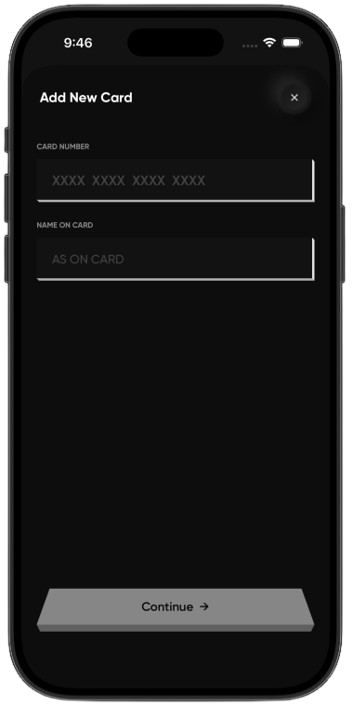 9:46
Add New Card
×
CARD NUMBER
XXXX XXXX XXXX XXXX
NAME ON CARD
AS ON CARD
Continue →